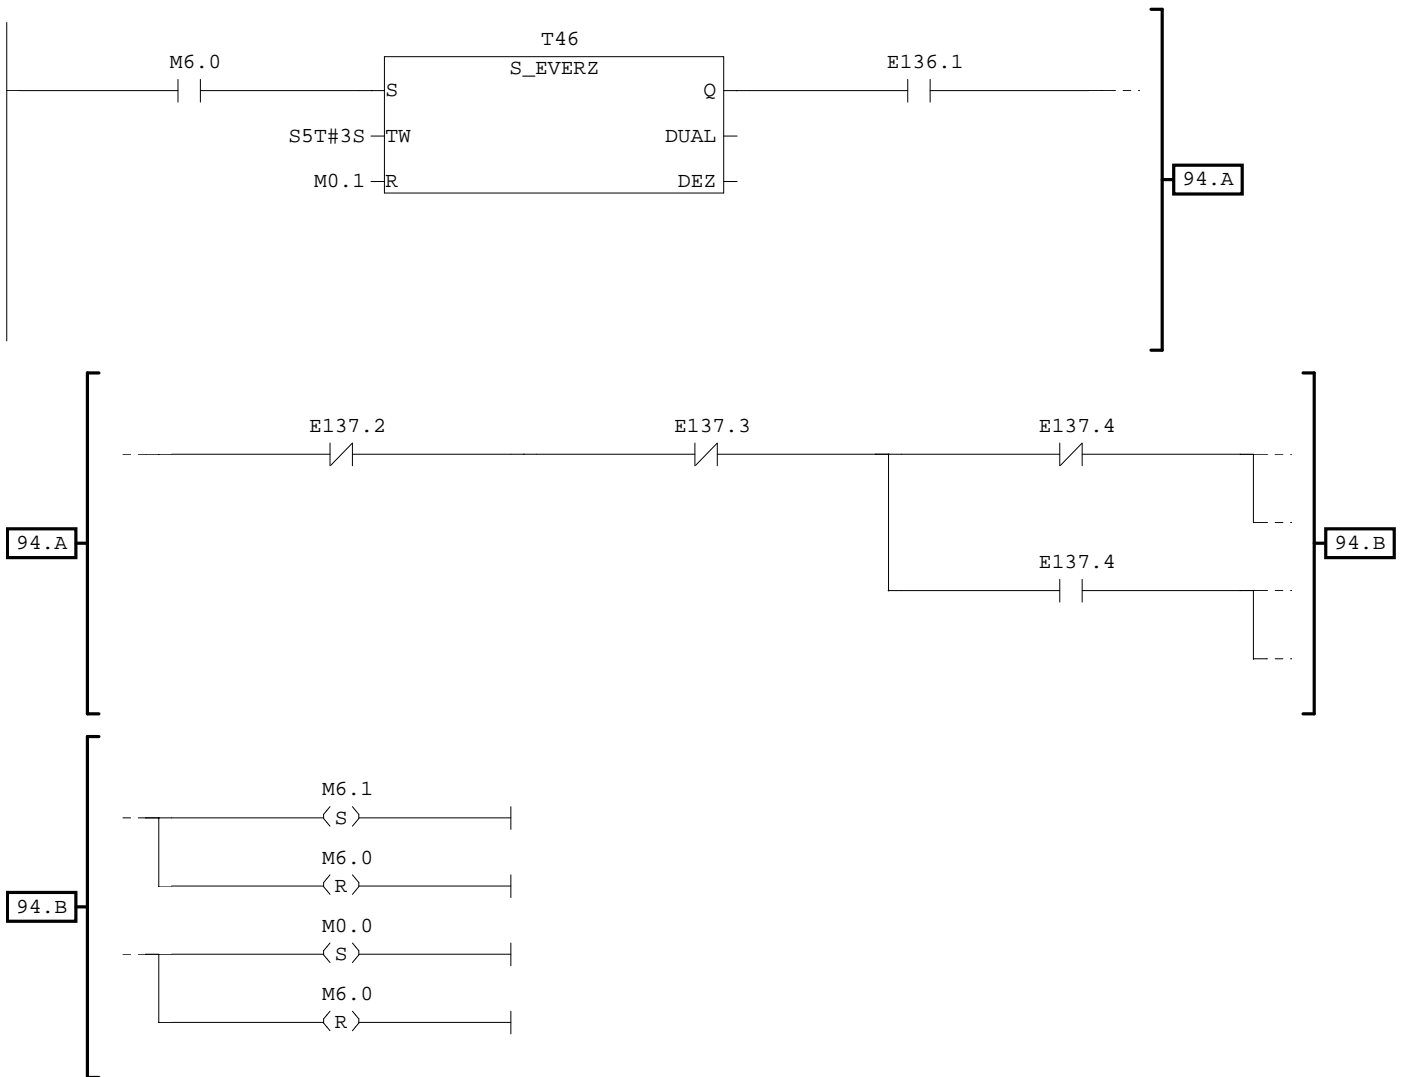 T46
M6.0
S_EVERZ
E136.1
S
Q
S5T#3S
TW
DUAL
M0.1
R
DEZ
94.A
E137.2
E137.3
E137.4
94.A
94.B
E137.4
M6.1
S
M6.0
R
94.B
M0.0
S
M6.0
R